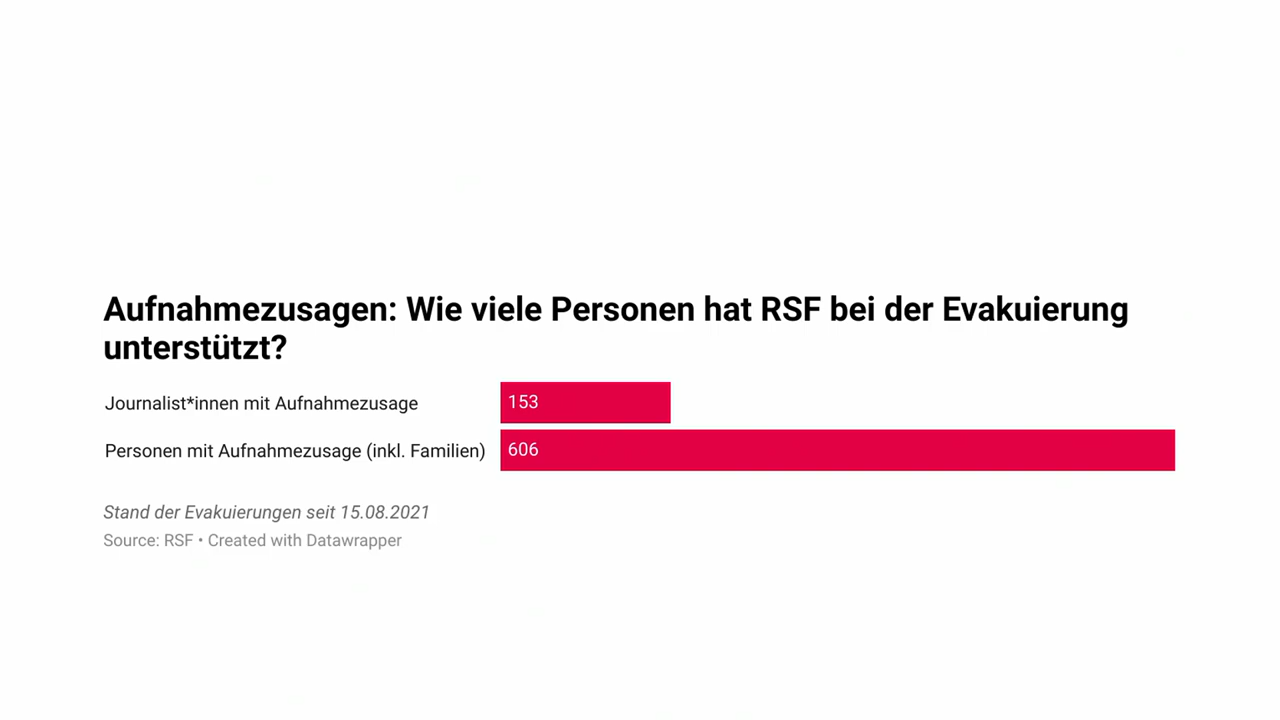 Aufnahmezusagen: Wie viele Personen hat RSF bei der Evakuierung
unterstützt?
Journalist*innen mit Aufnahmezusage 153
Personen mit Aufnahmezusage (inkl. Familien) 606
Stand der Evakuierungen seit 15.08.2021
Source: RSF • Created with Datawrapper